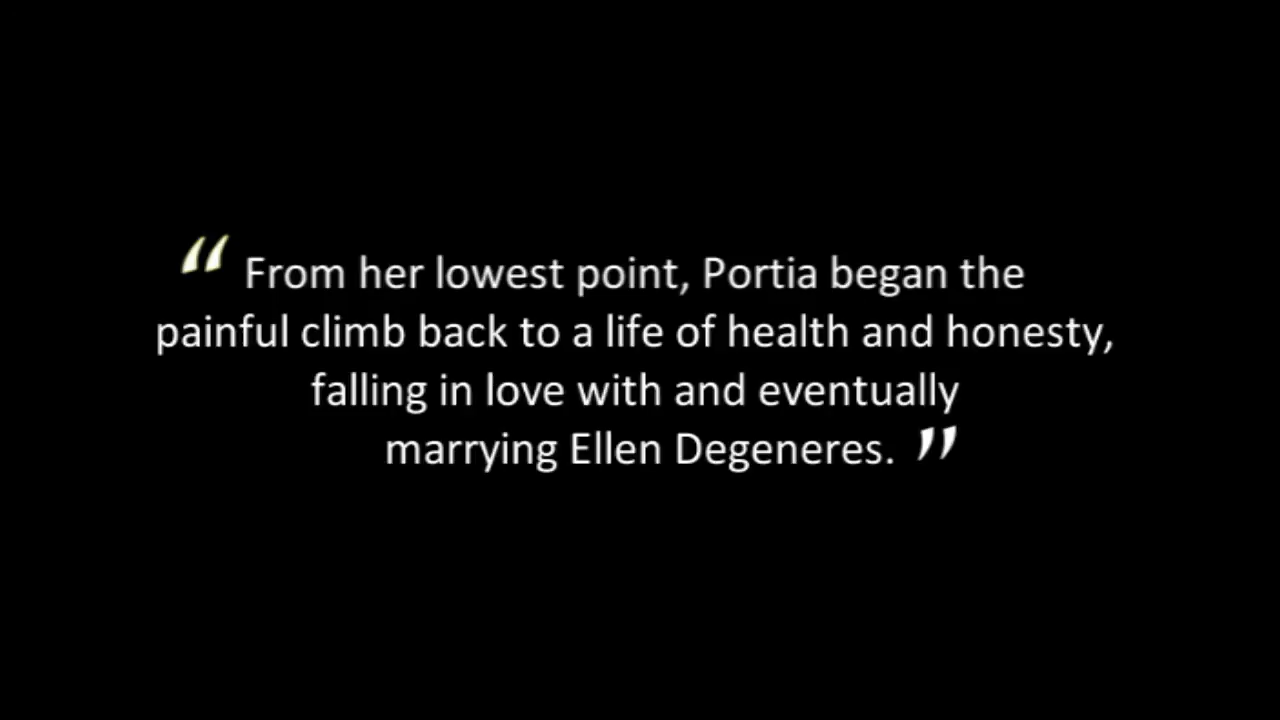 “ From her lowest point, Portia began the
painful climb back to a life of health and honesty,
falling in love with and eventually
marrying Ellen Degeneres. ”